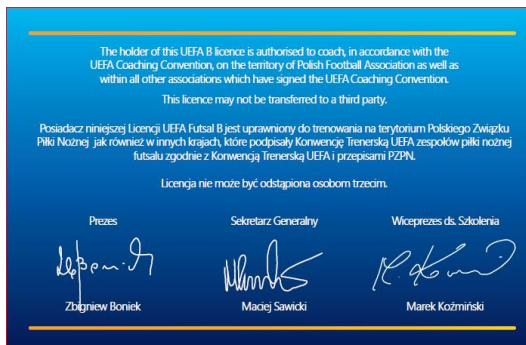 The holder of this UEFA B licence is authorised to coach, in accordance with the
UEFA Coaching Convention, on the territory of Polish Football Association as well as
within all other associations which have signed the UEFA Coaching Convention.
This licence may not be transferred to a third party.
Posiadacz niniejszej Licencji UEFA Futsal B jest uprawniony do trenowania na terytorium Polskiego Związku
Piłki Nożnej jak również w innych krajach, które podpisały Konwencję Trenerską UEFA zespołów piłki nożnej
futsalu zgodnie z Konwencją Trenerską UEFA i przepisami PZPN.
Licencja nie może być odstąpiona osobom trzecim.
Prezes Sekretarz Generalny Wiceprezes ds. Szkolenia
Zbigniew Boniek Maciej Sawicki Marek Koźmiński